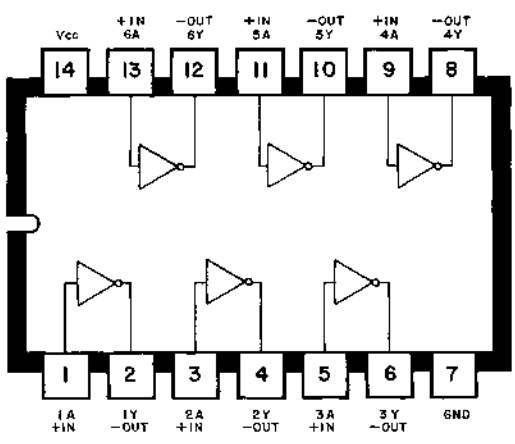 +IN -OUT +IN -OUT +IN -OUT
Vcc 6A 6Y 5A 5Y 4A 4Y
14 13 12 11 10 9 8
1 2 3 4 5 6 7
1A 1Y 2A 2Y 3A 3Y GND
+IN -OUT +IN -OUT +IN -OUT